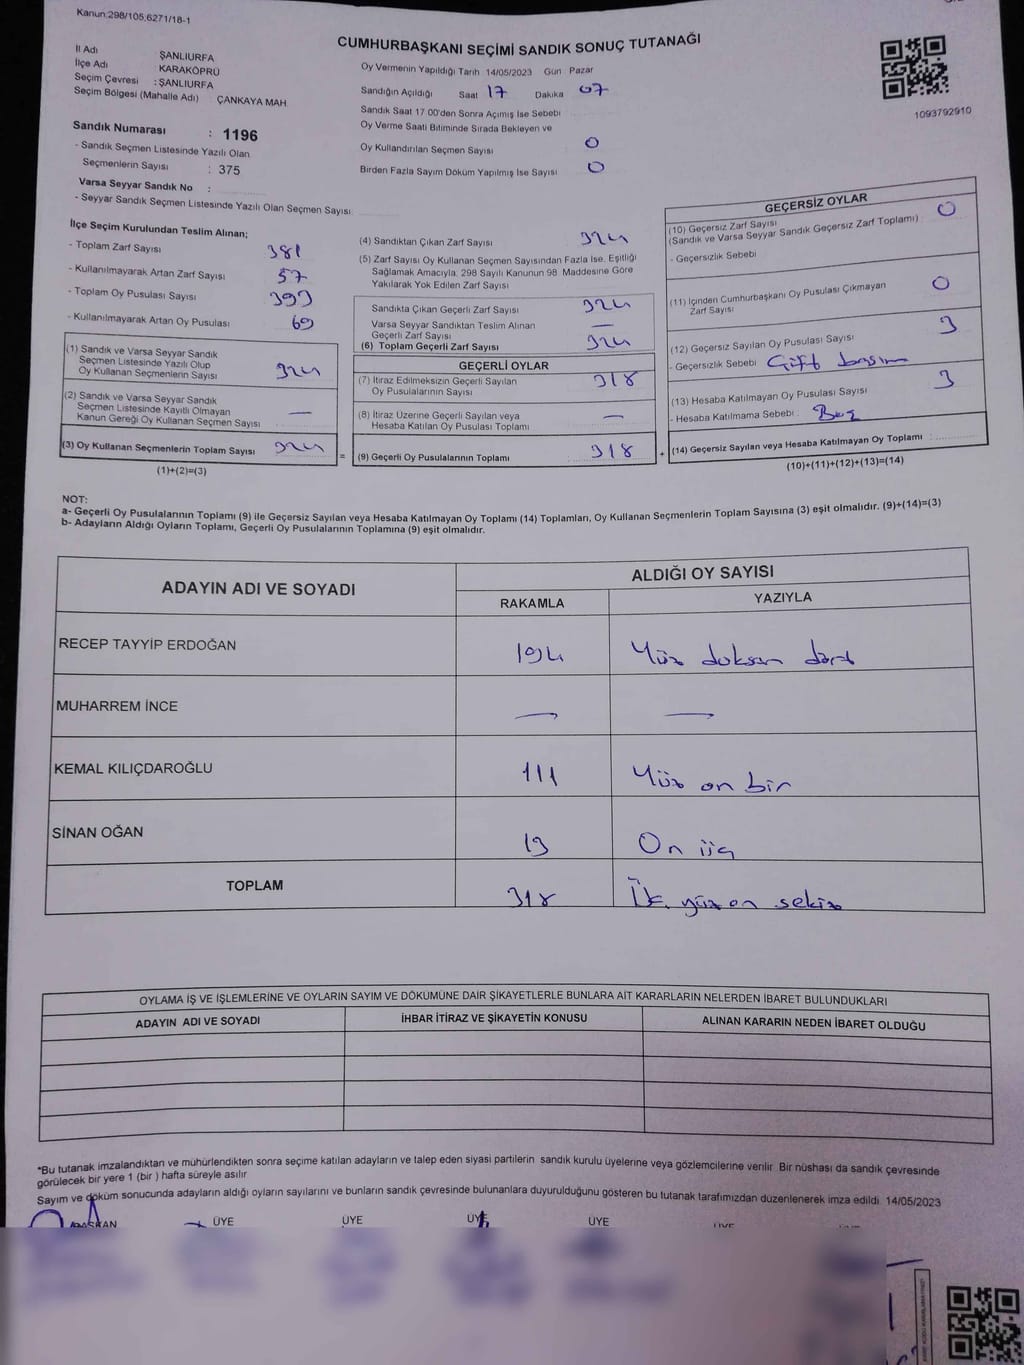 Kanun:298/105,6271/18-1
CUMHURBAŞKANI SEÇİMİ SANDIK SONUÇ TUTANAĞI
İl Adı ŞANLIURFA
İlçe Adı KARAKÖPRÜ
Seçim Çevresi : ŞANLIURFA
Seçim Bölgesi (Mahalle Adı) ÇANKAYA MAH
Sandık Numarası : 1196
- Sandık Seçmen Listesinde Yazılı Olan
Seçmenlerin Sayısı : 375
Varsa Seyyar Sandık No :
- Seyyar Sandık Seçmen Listesinde Yazılı Olan Seçmen Sayısı
Oy Vermenin Yapıldığı Tarih 14/05/2023 Gün Pazar
Sandığın Açıldığı Saat 17 Dakika 07
Sandık Saat 17.00'den Sonra Açımış İse Sebebi
Oy Verme Saati Bitiminde Sırada Bekleyen ve
Oy Kullandırılan Seçmen Sayısı 0
Birden Fazla Sayım Döküm Yapılmış İse Sayısı 0
1093792910
İlçe Seçim Kurulundan Teslim Alınan;
- Toplam Zarf Sayısı 381
- Kullanılmayarak Artan Zarf Sayısı 57
- Toplam Oy Pusulası Sayısı 393
- Kullanılmayarak Artan Oy Pusulası 69
(1) Sandık ve Varsa Seyyar Sandık
Seçmen Listesinde Yazılı Olup
Oy Kullanan Seçmenlerin Sayısı 324
(2) Sandık ve Varsa Seyyar Sandık
Seçmen Listesinde Kayıtlı Olmayan
Kanun Gereği Oy Kullanan Seçmen Sayısı —
(3) Oy Kullanan Seçmenlerin Toplam Sayısı 324
(1)+(2)=(3)
=
(4) Sandıktan Çıkan Zarf Sayısı 324
(5) Zarf Sayısı Oy Kullanan Seçmen Sayısından Fazla İse, Eşitliği
Sağlamak Amacıyla, 298 Sayılı Kanunun 98. Maddesine Göre
Yakılarak Yok Edilen Zarf Sayısı
Sandıkta Çıkan Geçerli Zarf Sayısı 324
Varsa Seyyar Sandıktan Teslim Alınan
Geçerli Zarf Sayısı —
(6) Toplam Geçerli Zarf Sayısı 324
GEÇERLİ OYLAR
(7) İtiraz Edilmeksizin Geçerli Sayılan
Oy Pusulalarının Sayısı 318
(8) İtiraz Üzerine Geçerli Sayılan veya
Hesaba Katılan Oy Pusulası Toplamı —
(9) Geçerli Oy Pusulalarının Toplamı 318
+
GEÇERSİZ OYLAR
(10) Geçersiz Zarf Sayısı 0
(Sandık ve Varsa Seyyar Sandık Geçersiz Zarf Toplamı)
- Geçersizlik Sebebi
(11) İçinden Cumhurbaşkanı Oy Pusulası Çıkmayan
Zarf Sayısı 0
(12) Geçersiz Sayılan Oy Pusulası Sayısı 3
- Geçersizlik Sebebi Çift basım
(13) Hesaba Katılmayan Oy Pusulası Sayısı 3
- Hesaba Katılmama Sebebi : Boş
(14) Geçersiz Sayılan veya Hesaba Katılmayan Oy Toplamı :
(10)+(11)+(12)+(13)=(14)
NOT:
a- Geçerli Oy Pusulalarının Toplamı (9) ile Geçersiz Sayılan veya Hesaba Katılmayan Oy Toplamı (14) Toplamları, Oy Kullanan Seçmenlerin Toplam Sayısına (3) eşit olmalıdır. (9)+(14)=(3)
b- Adayların Aldığı Oyların Toplamı, Geçerli Oy Pusulalarının Toplamına (9) eşit olmalıdır.
ADAYIN ADI VE SOYADI ALDIĞI OY SAYISI
RAKAMLA YAZIYLA
RECEP TAYYİP ERDOĞAN 194 Yüz doksan dört
MUHARREM İNCE — —
KEMAL KILIÇDAROĞLU 111 Yüz on bir
SİNAN OĞAN 13 On üç
TOPLAM 318 yüz on sekiz
OYLAMA İŞ VE İŞLEMLERİNE VE OYLARIN SAYIM VE DÖKÜMÜNE DAİR ŞİKAYETLERLE BUNLARA AİT KARARLARIN NELERDEN İBARET BULUNDUKLARI
ADAYIN ADI VE SOYADI İHBAR İTİRAZ VE ŞİKAYETİN KONUSU ALINAN KARARIN NEDEN İBARET OLDUĞU
*Bu tutanak imzalandıktan ve mühürlendikten sonra seçime katılan adayların ve talep eden siyasi partilerin sandık kurulu üyelerine veya gözlemcilerine verilir Bir nüshası da sandık çevresinde
görülecek bir yere 1 (bir ) hafta süreyle asılır
Sayım ve döküm sonucunda adayların aldığı oyların sayılarını ve bunların sandık çevresinde bulunanlara duyurulduğunu gösteren bu tutanak tarafımızdan düzenlenerek imza edildi. 14/05/2023
BAŞKAN ÜYE ÜYE ÜYE ÜYE